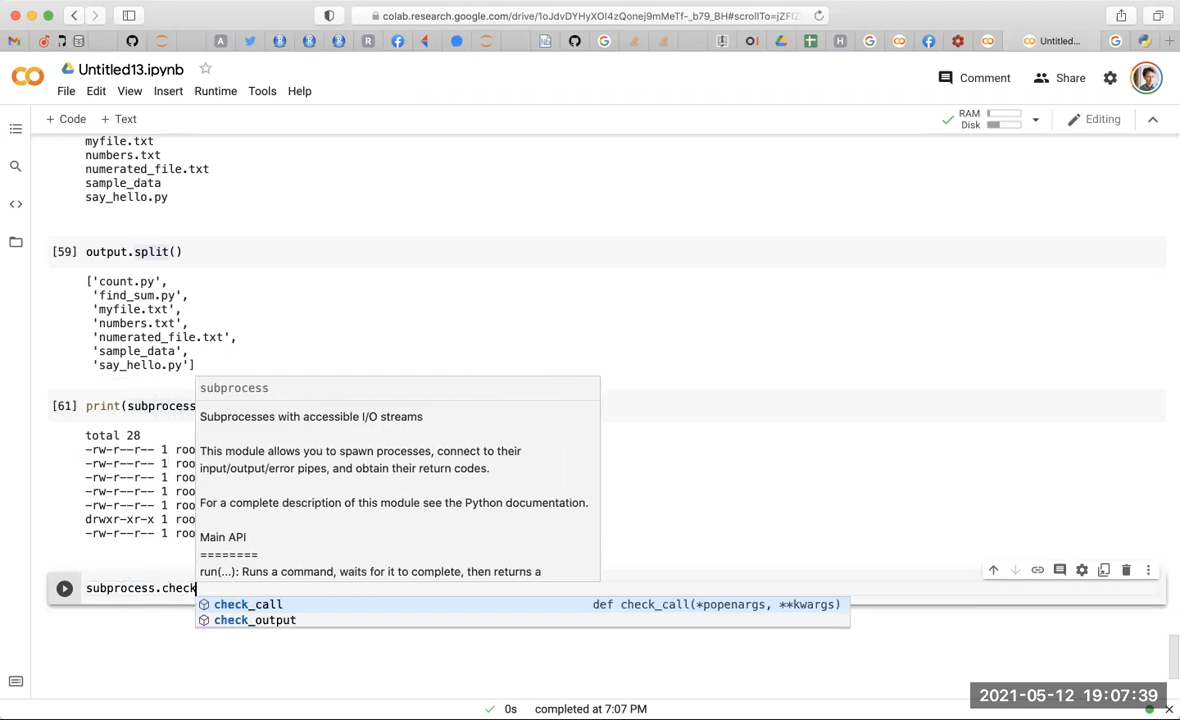 colab.research.google.com/drive/1oJdvDYHyXOI4zQonej9mMeTf-_b79_BH#scrollTo=jZFIZ
Untitled...
Untitled13.ipynb
Comment
Share
File Edit View Insert Runtime Tools Help
+ Code + Text
RAM
Disk
Editing
myfile.txt
numbers.txt
numerated_file.txt
sample_data
say_hello.py
[59] output.split()
['count.py',
'find_sum.py',
'myfile.txt',
'numbers.txt',
'numerated_file.txt',
'sample_data',
'say_hello.py']
subprocess
[61] print(subprocess
Subprocesses with accessible I/O streams
total 28
-rw-r--r-- 1 roo
This module allows you to spawn processes, connect to their
-rw-r--r-- 1 roo
input/output/error pipes, and obtain their return codes.
-rw-r--r-- 1 roo
-rw-r--r-- 1 roo
For a complete description of this module see the Python documentation.
-rw-r--r-- 1 roo
drwxr-xr-x 1 roo
-rw-r--r-- 1 roo
Main API
========
run(...): Runs a command, waits for it to complete, then returns a
subprocess.check
check_call def check_call(*popenargs, **kwargs)
check_output
2021-05-12 19:07:39
0s completed at 7:07 PM